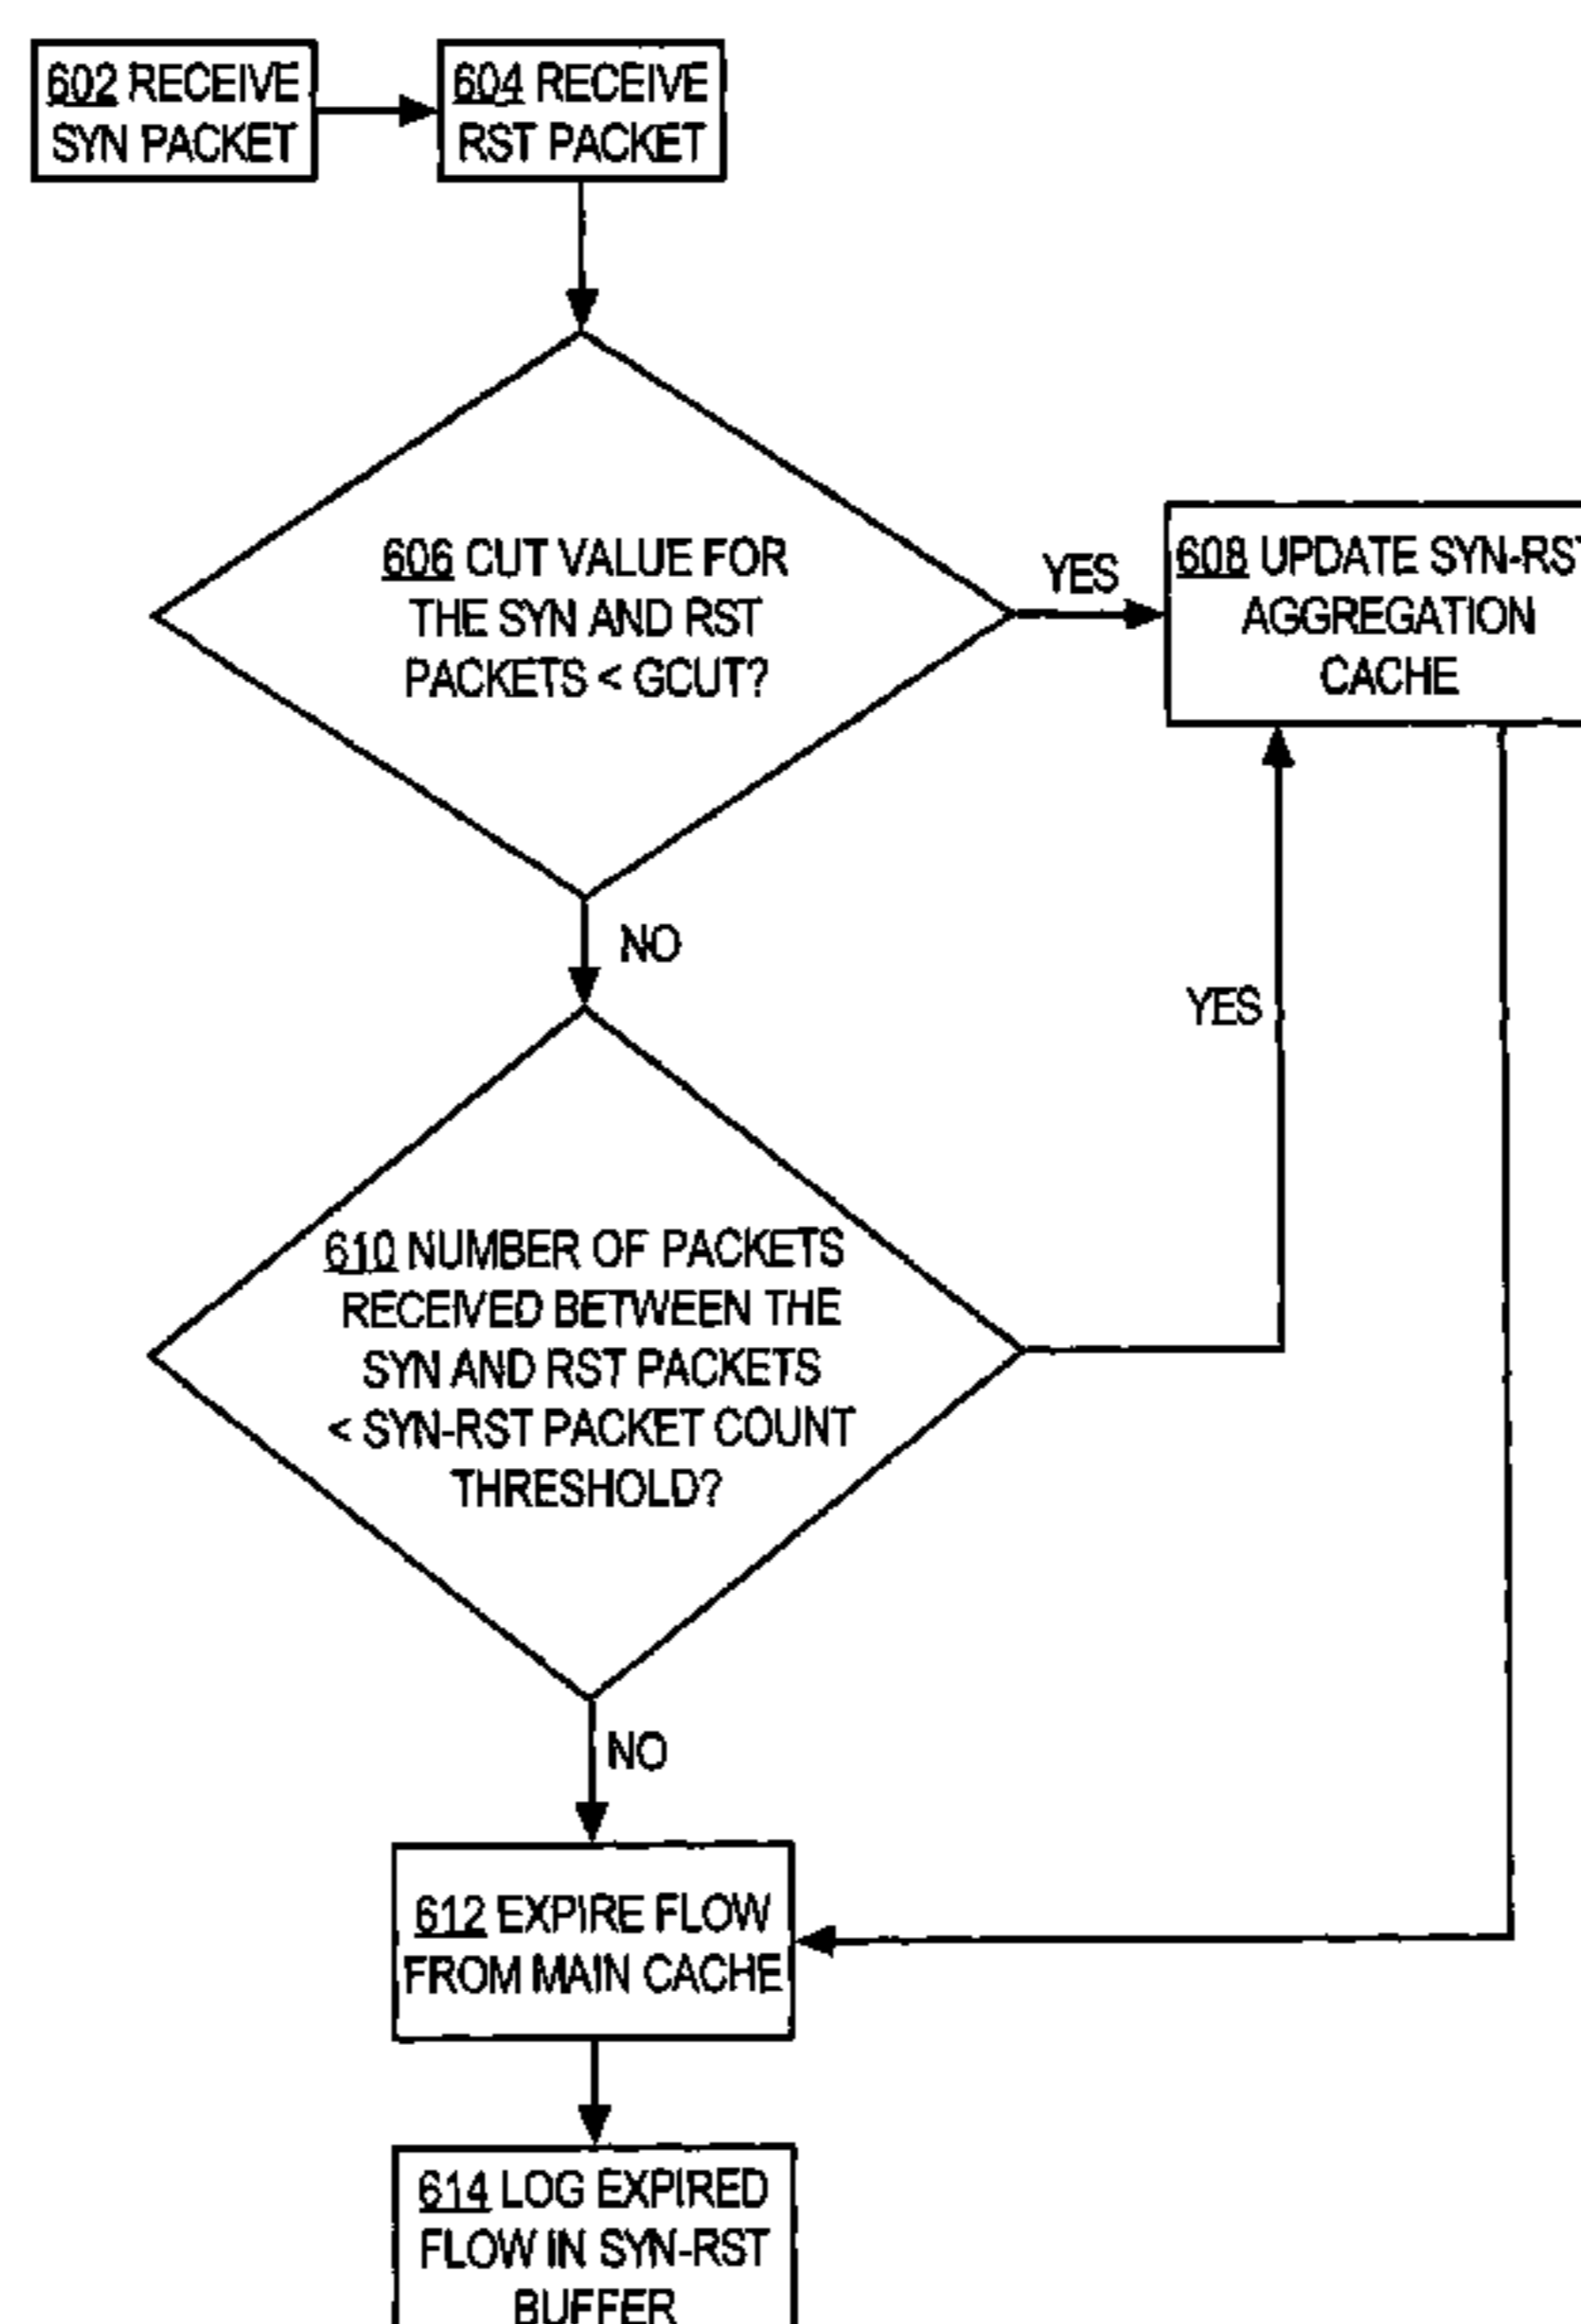 602 RECEIVE
SYN PACKET
604 RECEIVE
RST PACKET
606 CUT VALUE FOR
THE SYN AND RST
PACKETS < GCUT?
YES
608 UPDATE SYN-RST
AGGREGATION
CACHE
NO
YES
610 NUMBER OF PACKETS
RECEIVED BETWEEN THE
SYN AND RST PACKETS
< SYN-RST PACKET COUNT
THRESHOLD?
NO
612 EXPIRE FLOW
FROM MAIN CACHE
614 LOG EXPIRED
FLOW IN SYN-RST
BUFFER